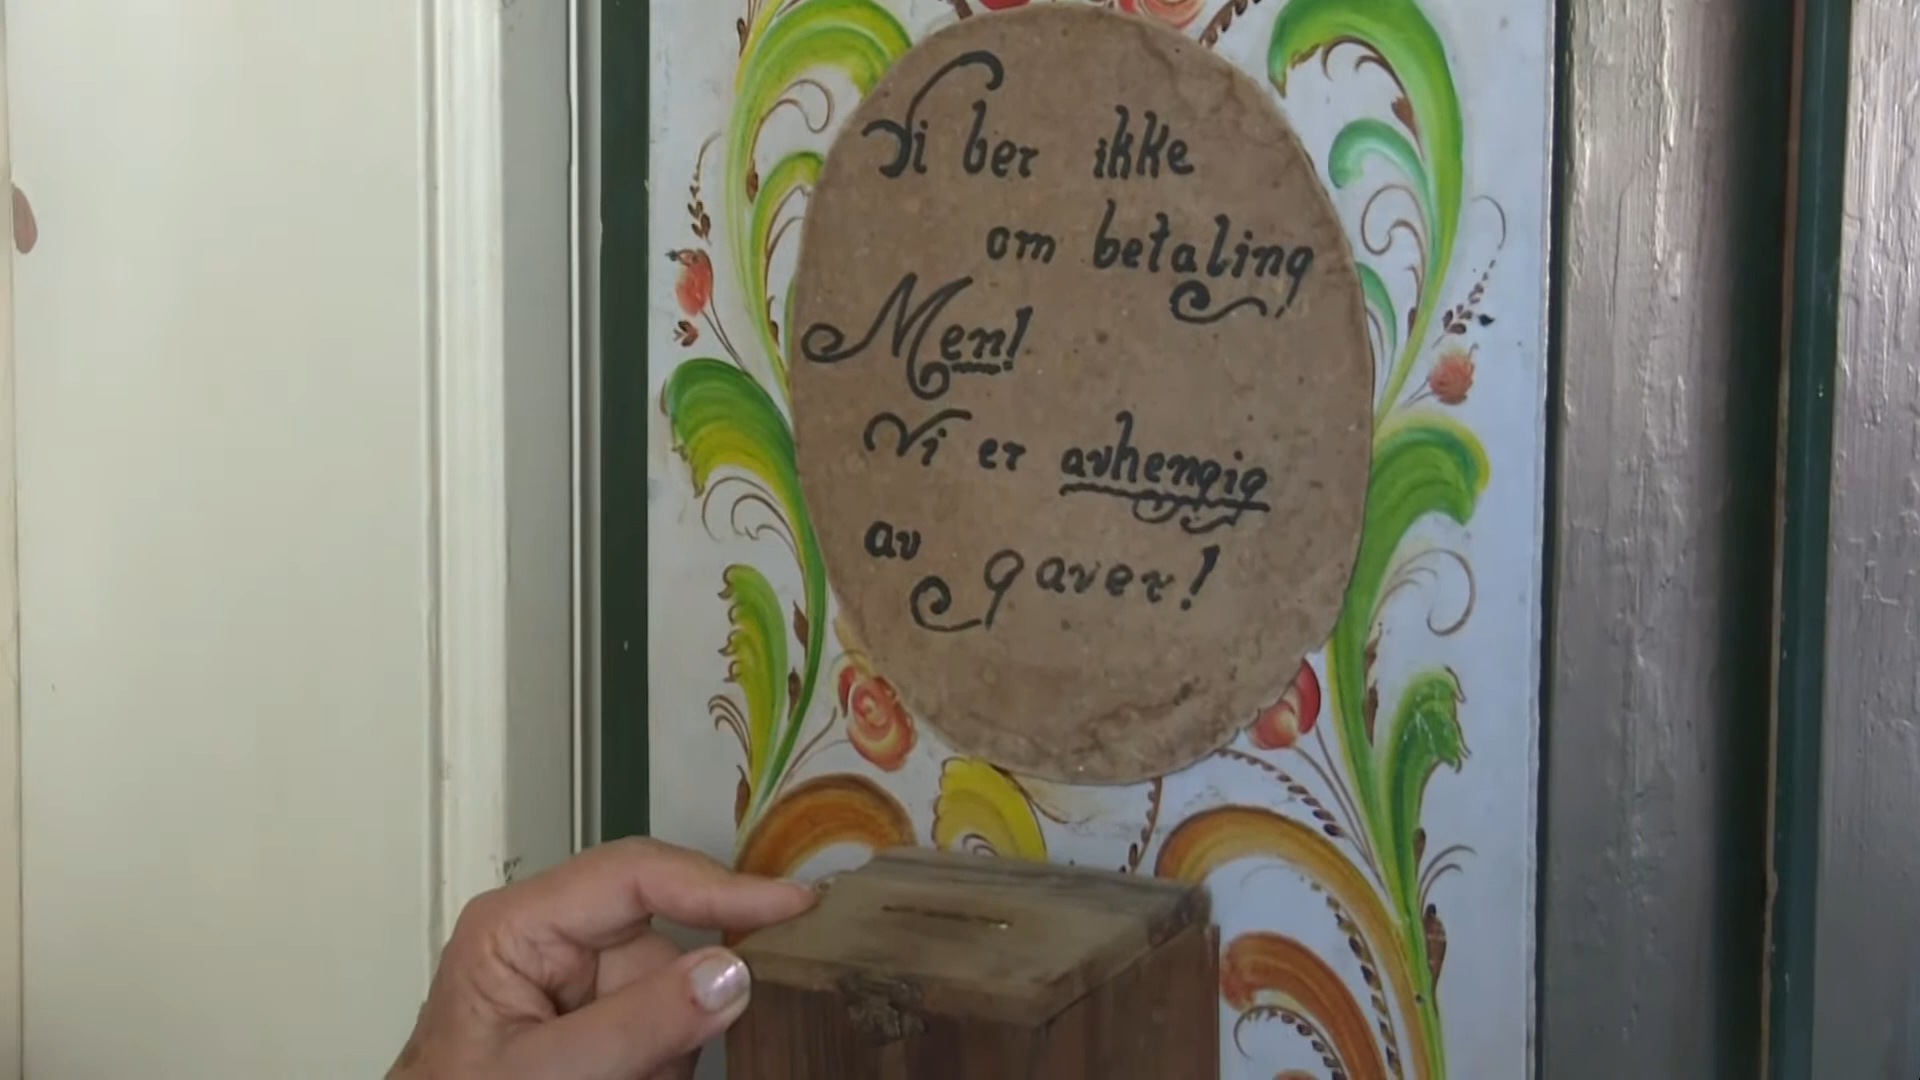 Vi ber ikke
om betaling
Men!
Vi er avhengig
av gaver!